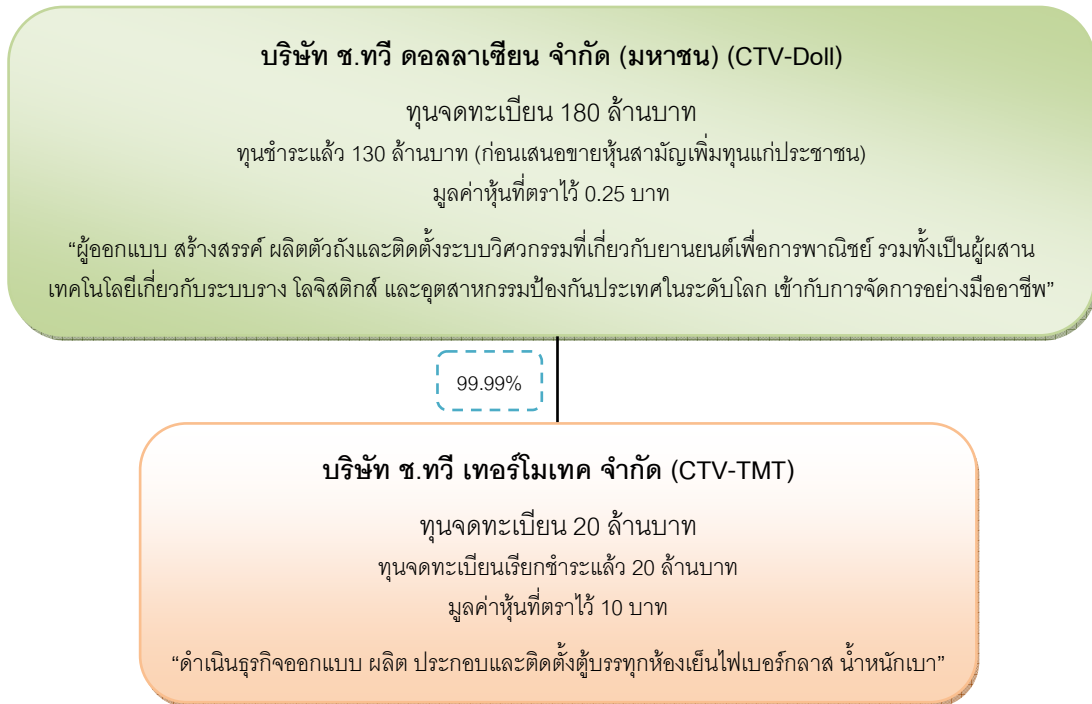 บริษัท ช.ทวี ดอลลาเซียน จำกัด (มหาชน) (CTV-Doll)
ทุนจดทะเบียน 180 ล้านบาท
ทุนชำระแล้ว 130 ล้านบาท (ก่อนเสนอขายหุ้นสามัญเพิ่มทุนแก่ประชาชน)
มูลค่าหุ้นที่ตราไว้ 0.25 บาท
“ผู้ออกแบบ สร้างสรรค์ ผลิตตัวถังและติดตั้งระบบวิศวกรรมที่เกี่ยวกับยานยนต์เพื่อการพาณิชย์ รวมทั้งเป็นผู้ผสาน
เทคโนโลยีเกี่ยวกับระบบราง โลจิสติกส์ และอุตสาหกรรมป้องกันประเทศในระดับโลก เข้ากับการจัดการอย่างมืออาชีพ”
99.99%
บริษัท ช.ทวี เทอร์โมเทค จำกัด (CTV-TMT)
ทุนจดทะเบียน 20 ล้านบาท
ทุนจดทะเบียนเรียกชำระแล้ว 20 ล้านบาท
มูลค่าหุ้นที่ตราไว้ 10 บาท
“ดำเนินธุรกิจออกแบบ ผลิต ประกอบและติดตั้งตู้บรรทุกห้องเย็นไฟเบอร์กลาส น้ำหนักเบา”